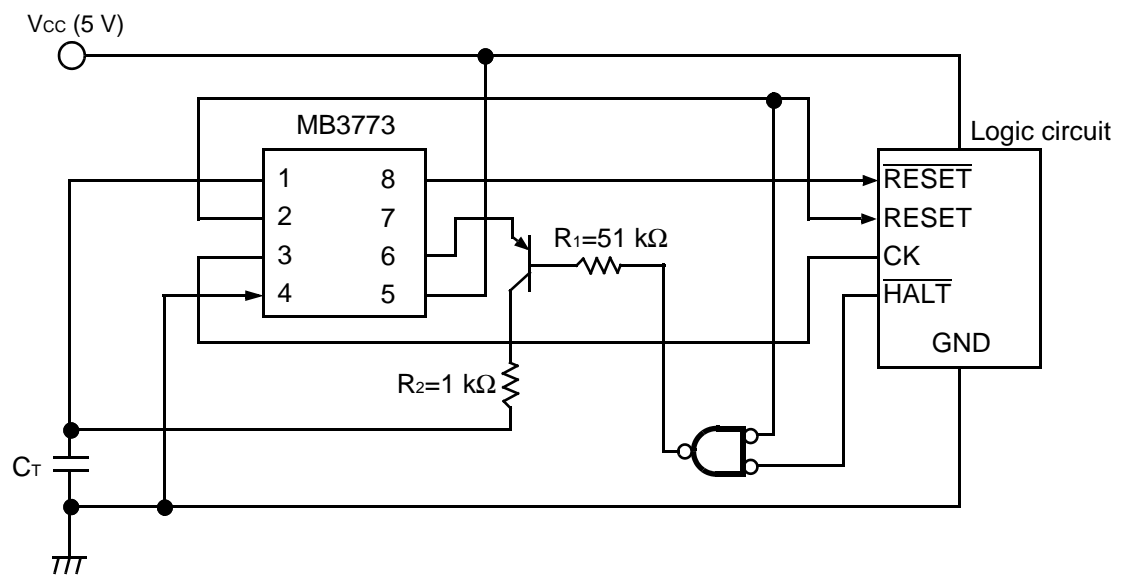 VCC (5 V)
MB3773
Logic circuit
1 8
2 7
3 6
4 5
R1=51 kΩ
RESET
RESET
CK
HALT
GND
R2=1 kΩ
CT